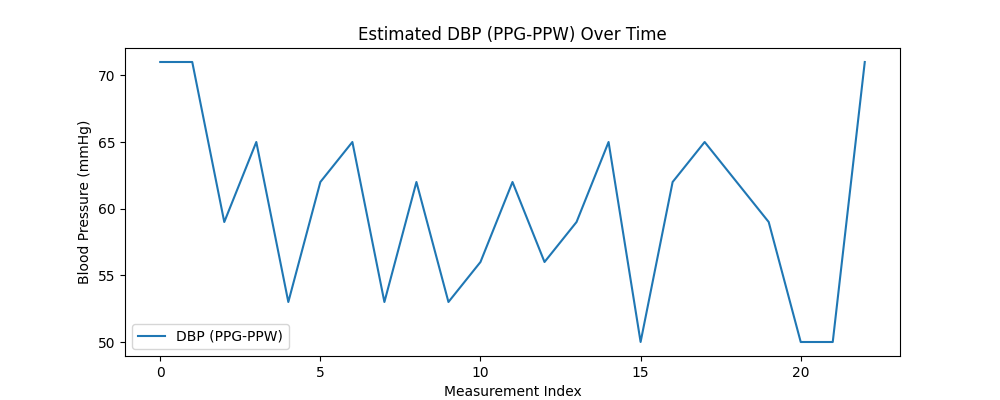 Estimated DBP (PPG-PPW) Over Time
Blood Pressure (mmHg)
70
65
60
55
50
DBP (PPG-PPW)
0 5 10 15 20
Measurement Index